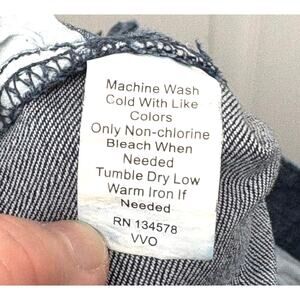 Machine Wash
Cold With Like
Colors
Only Non-chlorine
Bleach When
Needed
Tumble Dry Low
Warm Iron If
Needed
RN 134578
VVO